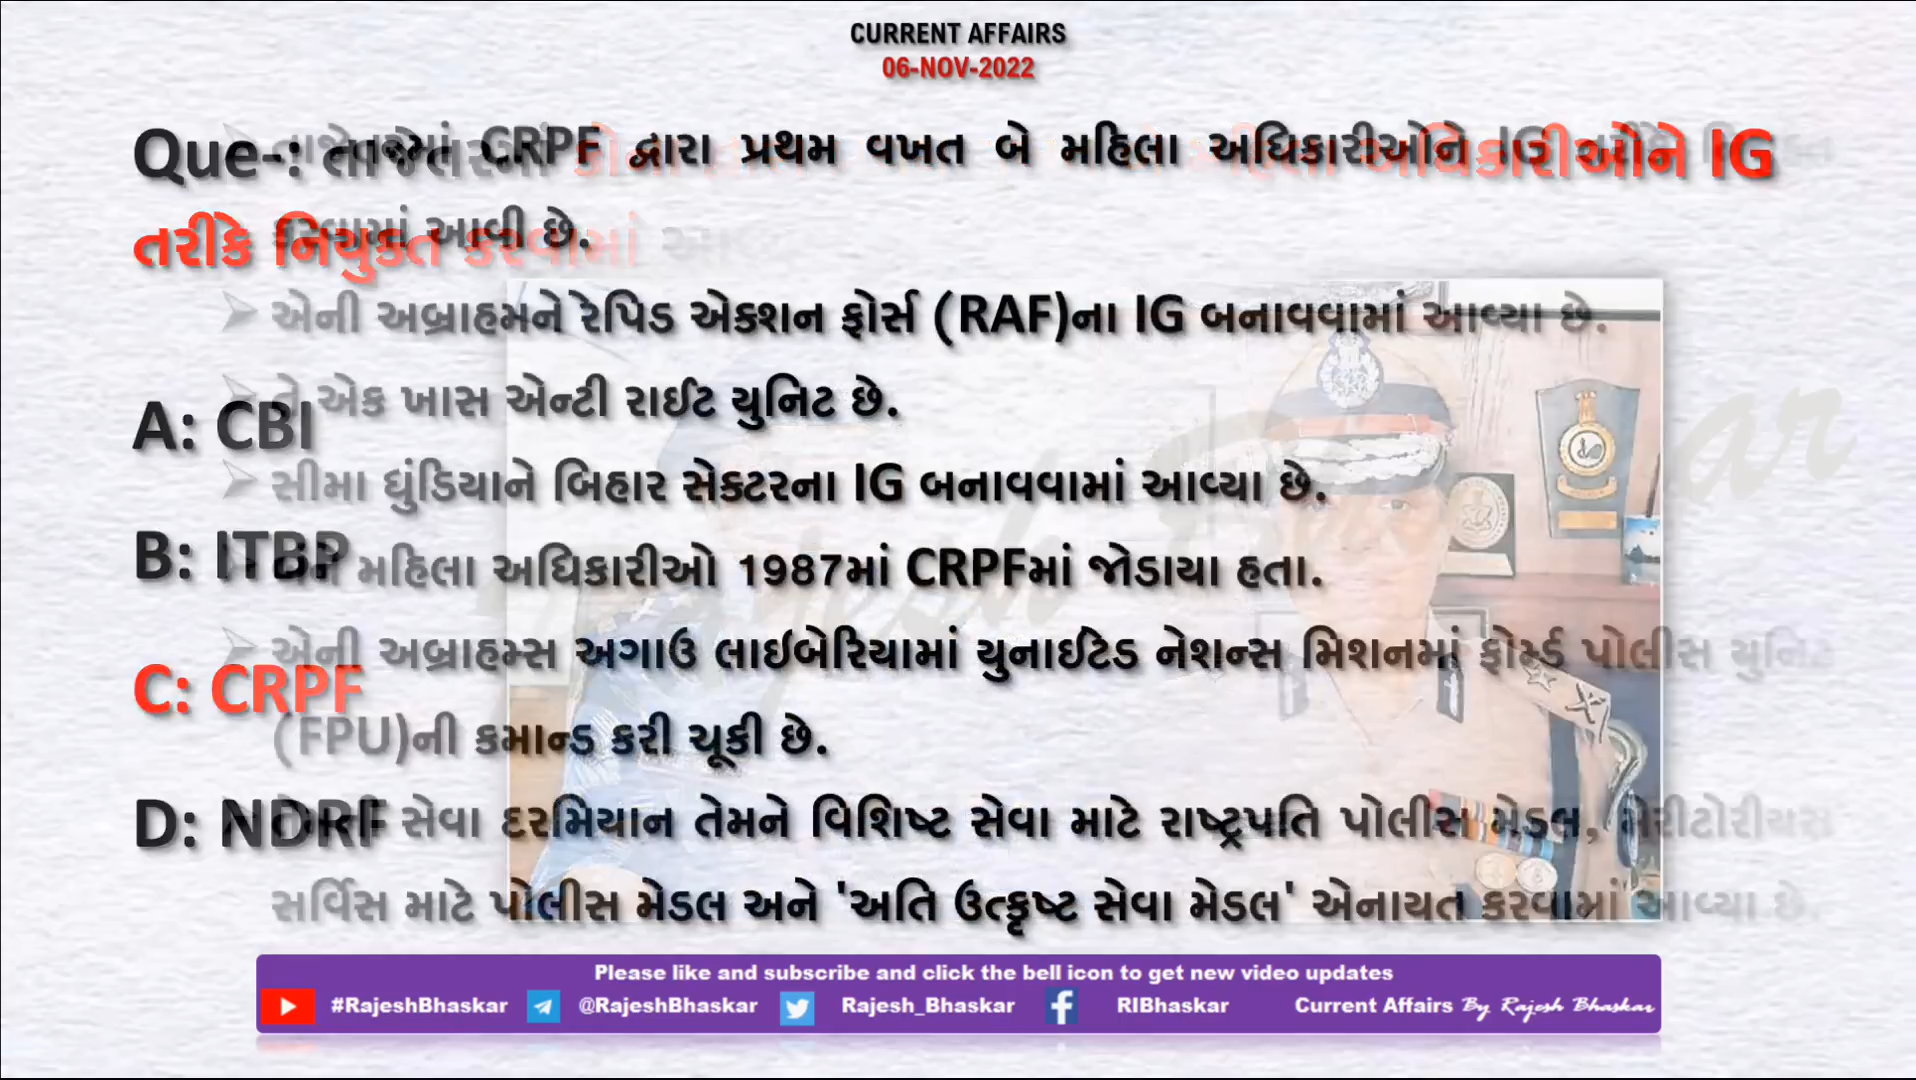 CURRENT AFFAIRS
06-NOV-2022
Que-: CRPF દ્વારા પ્રથમ વખત બે મહિલા અધિકારીઓને IG
તરીકે નિયુક્ત કરવામાં આવી છે.
એની અબ્રાહમને રેપિડ એક્શન ફોર્સ (RAF)ના IG બનાવવામાં આવ્યા છે.
એક ખાસ એન્ટી રાઈટ યુનિટ છે.
A: CBI
સીમા ધુંડિયાને બિહાર સેક્ટરના IG બનાવવામાં આવ્યા છે.
B: ITBP
મહિલા અધિકારીઓ 1987માં CRPFમાં જોડાયા હતા.
એની અબ્રાહમ્સ અગાઉ લાઈબેરિયામાં યુનાઈટેડ નેશન્સ મિશનમાં ફોર્મ્ડ પોલીસ યુનિટ
C: CRPF
(FPU)ની કમાન્ડ કરી ચૂકી છે.
D: NDRF
સેવા દરમિયાન તેમને વિશિષ્ટ સેવા માટે રાષ્ટ્રપતિ પોલીસ મેડલ, મેરીટોરીયસ
સર્વિસ માટે પોલીસ મેડલ અને 'અતિ ઉત્કૃષ્ટ સેવા મેડલ' એનાયત કરવામાં આવ્યા છે.
Please like and subscribe and click the bell icon to get new video updates
#RajeshBhaskar @RajeshBhaskar Rajesh_Bhaskar RIBhaskar Current Affairs By Rajesh Bhaskar